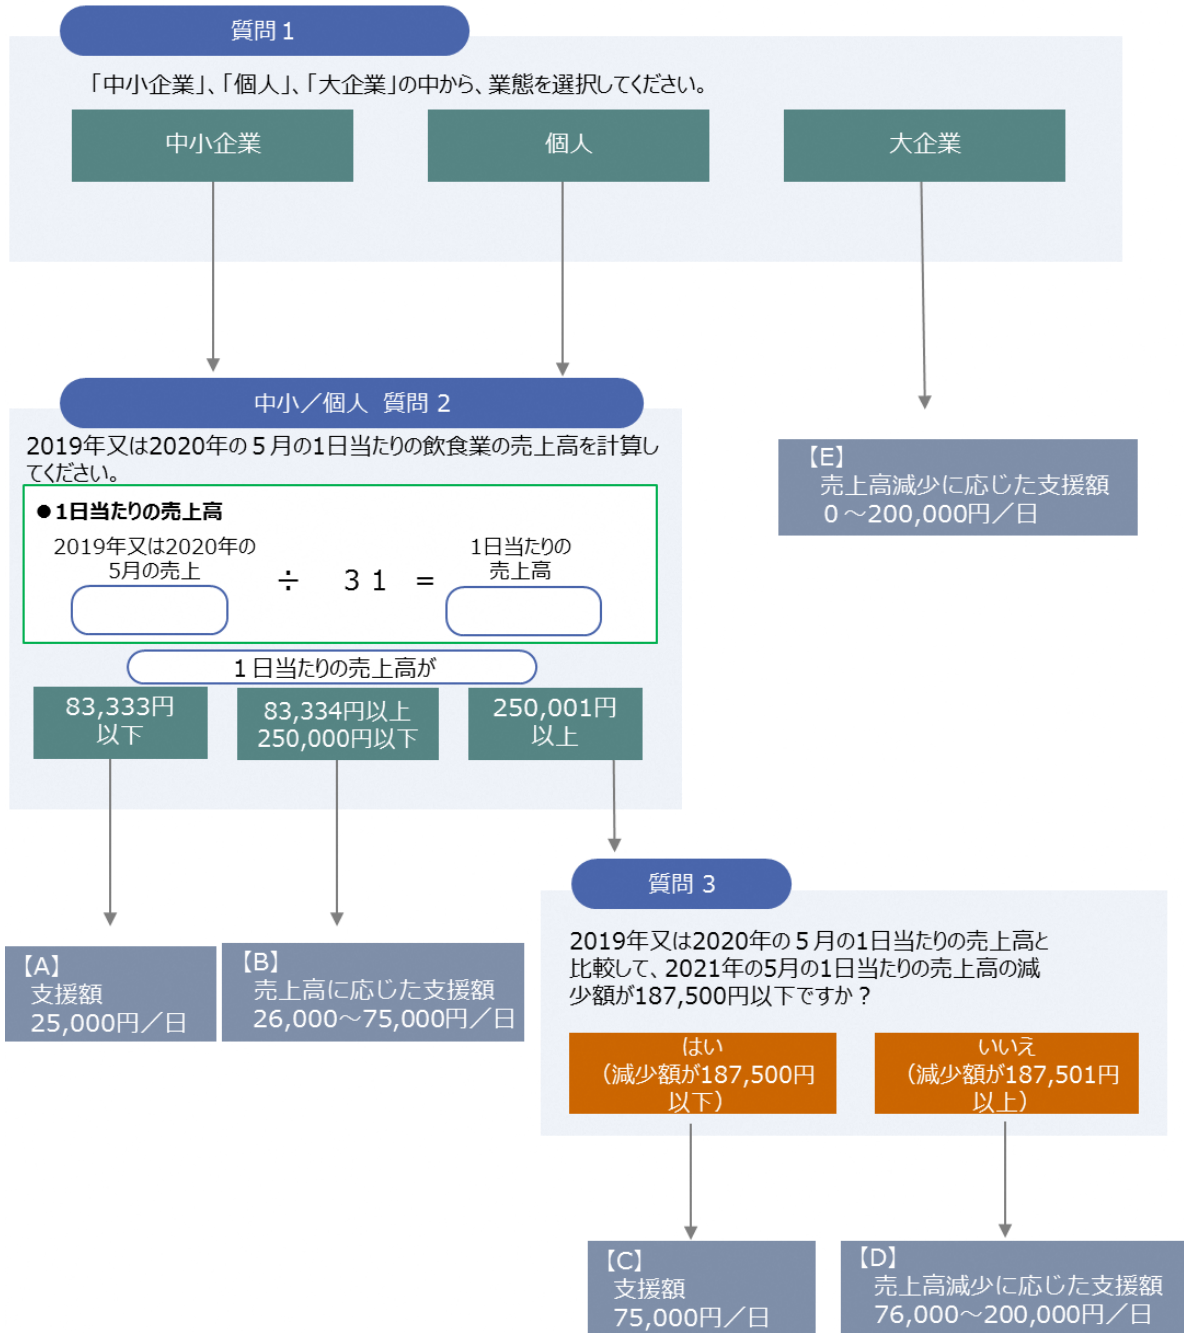 質問１
「中小企業」、「個人」、「大企業」の中から、業態を選択してください。
中小企業
個人
大企業
中小／個人 質問２
2019年又は2020年の５月の1日当たりの飲食業の売上高を計算し
てください。
●1日当たりの売上高
2019年又は2020年の
5月の売上
÷ ３１ =
1日当たりの
売上高
１日当たりの売上高が
83,333円
以下
83,334円以上
250,000円以下
250,001円
以上
【E】
売上高減少に応じた支援額
０～200,000円／日
【A】
支援額
25,000円／日
【B】
売上高に応じた支援額
26,000～75,000円／日
質問３
2019年又は2020年の５月の1日当たりの売上高と
比較して、2021年の5月の1日当たりの売上高の減
少額が187,500円以下ですか？
はい
（減少額が187,500円
以下）
いいえ
（減少額が187,501円
以上）
【C】
支援額
75,000円／日
【D】
売上高減少に応じた支援額
76,000～200,000円／日